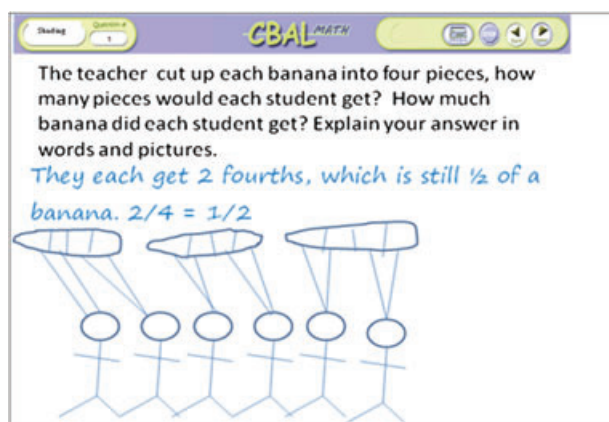 Shading
Question #
1
CBAL MATH
The teacher cut up each banana into four pieces, how
many pieces would each student get? How much
banana did each student get? Explain your answer in
words and pictures.
They each get 2 fourths, which is still ½ of a
banana. 2/4 = 1/2